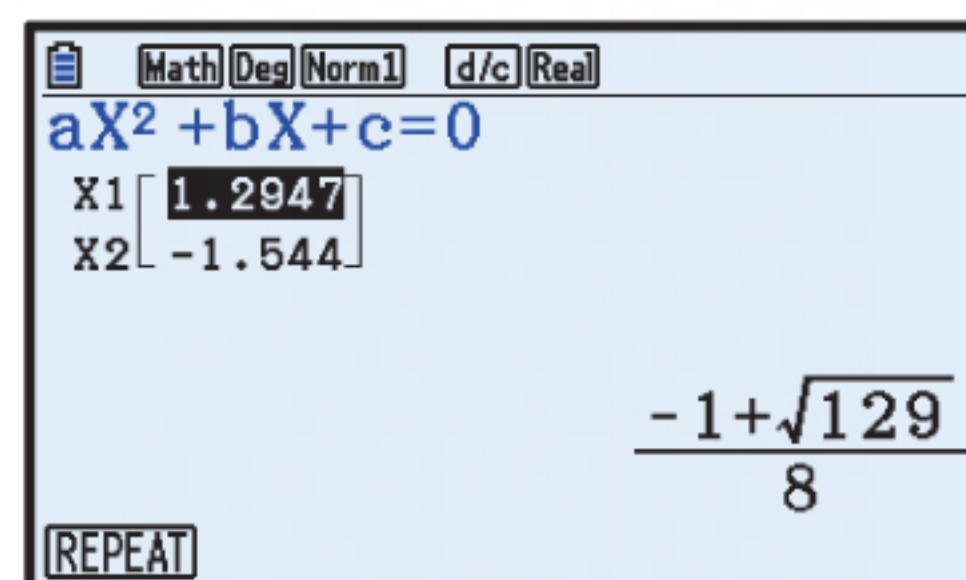 Math Deg Norm1 d/c Real
aX² +bX+c=0
X1[ 1.2947]
X2[ -1.544]
-1+√129
8
REPEAT